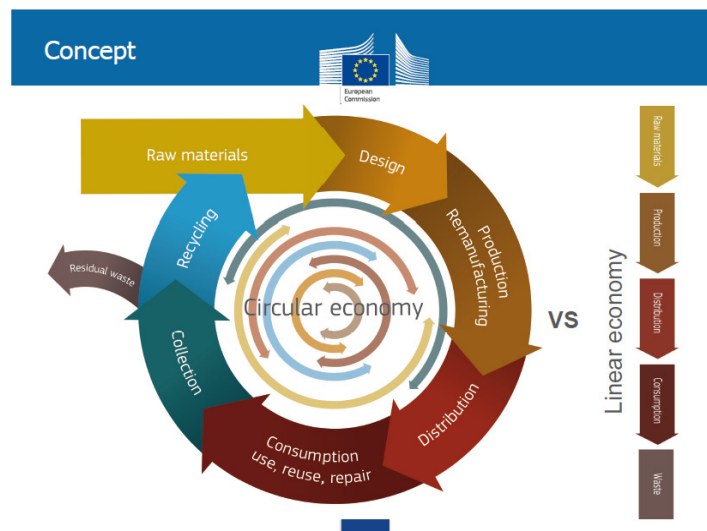 Concept
European
Commission
Raw materials
Design
Production
Remanufacturing
Distribution
Consumption
use, reuse, repair
Collection
Recycling
Residual waste
Circular economy
VS
Linear economy
Raw materials
Production
Distribution
Consumption
Waste